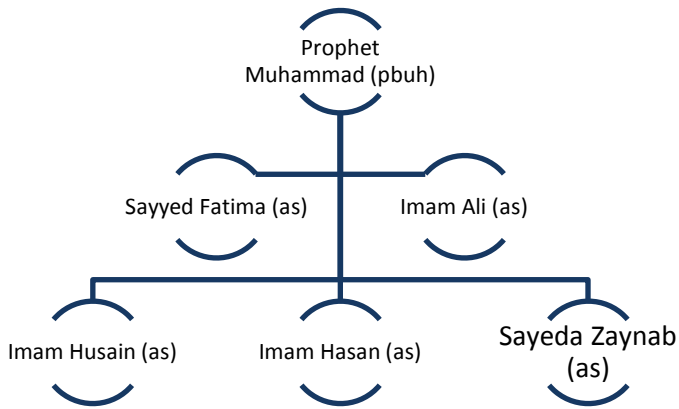 Prophet
Muhammad (pbuh)
Sayyed Fatima (as)
Imam Ali (as)
Imam Husain (as)
Imam Hasan (as)
Sayeda Zaynab
(as)